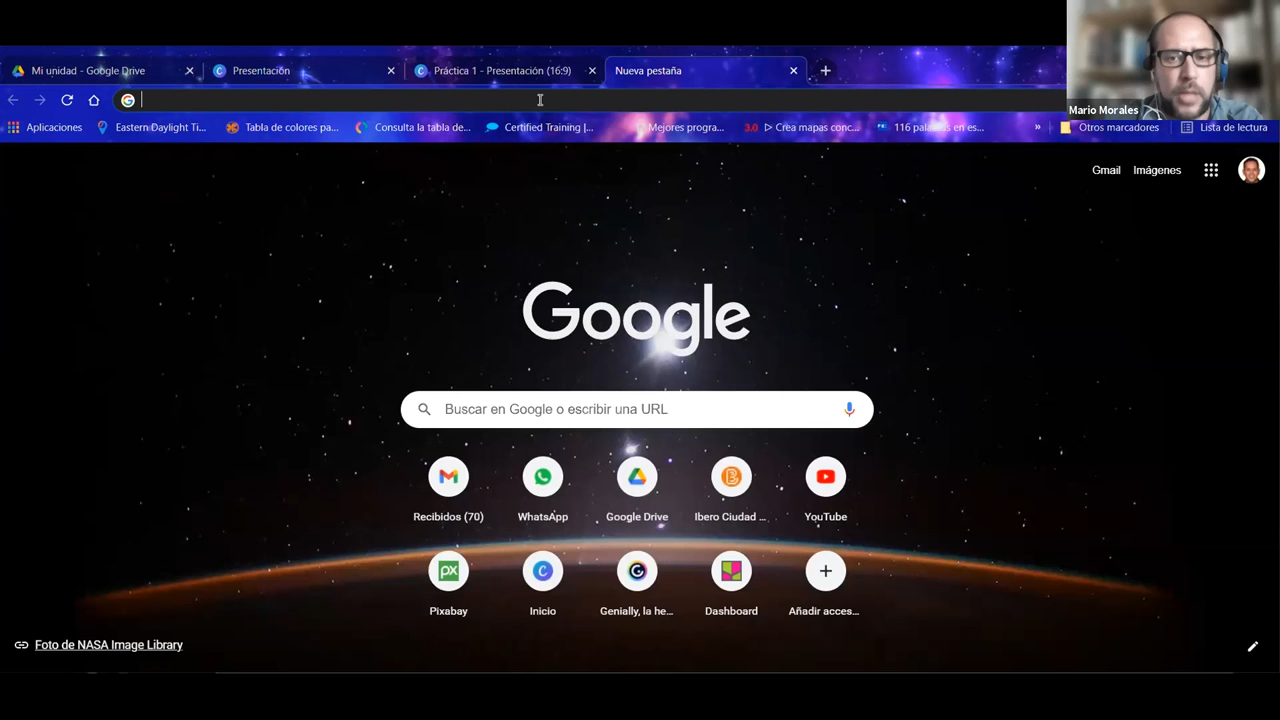 Mi unidad - Google Drive
Presentación
Práctica 1 - Presentación (16:9)
Nueva pestaña
Mario Morales
Aplicaciones
Eastern Daylight Ti...
Tabla de colores pa...
Consulta la tabla de...
Certified Training |...
Mejores progra...
3.0
Crea mapas conc...
116 palabras en es...
»
Otros marcadores
Lista de lectura
Gmail
Imágenes
Google
Buscar en Google o escribir una URL
Recibidos (70)
WhatsApp
Google Drive
Ibero Ciudad ...
YouTube
px
Pixabay
Inicio
Genially, la he...
Dashboard
Añadir acces...
Foto de NASA Image Library